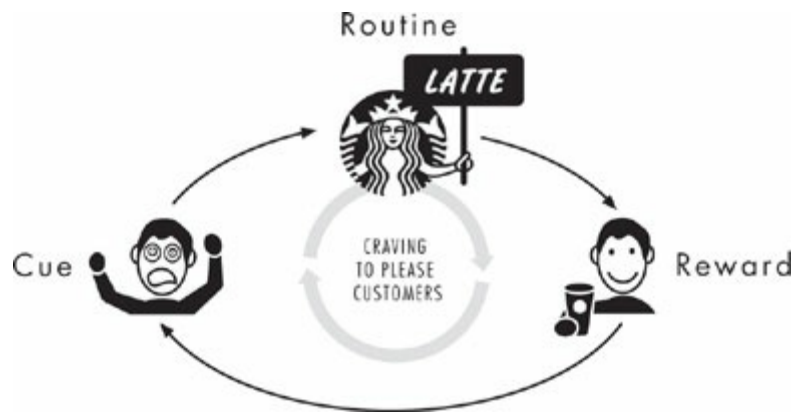 Routine
LATTE
Cue
CRAVING
TO PLEASE
CUSTOMERS
Reward